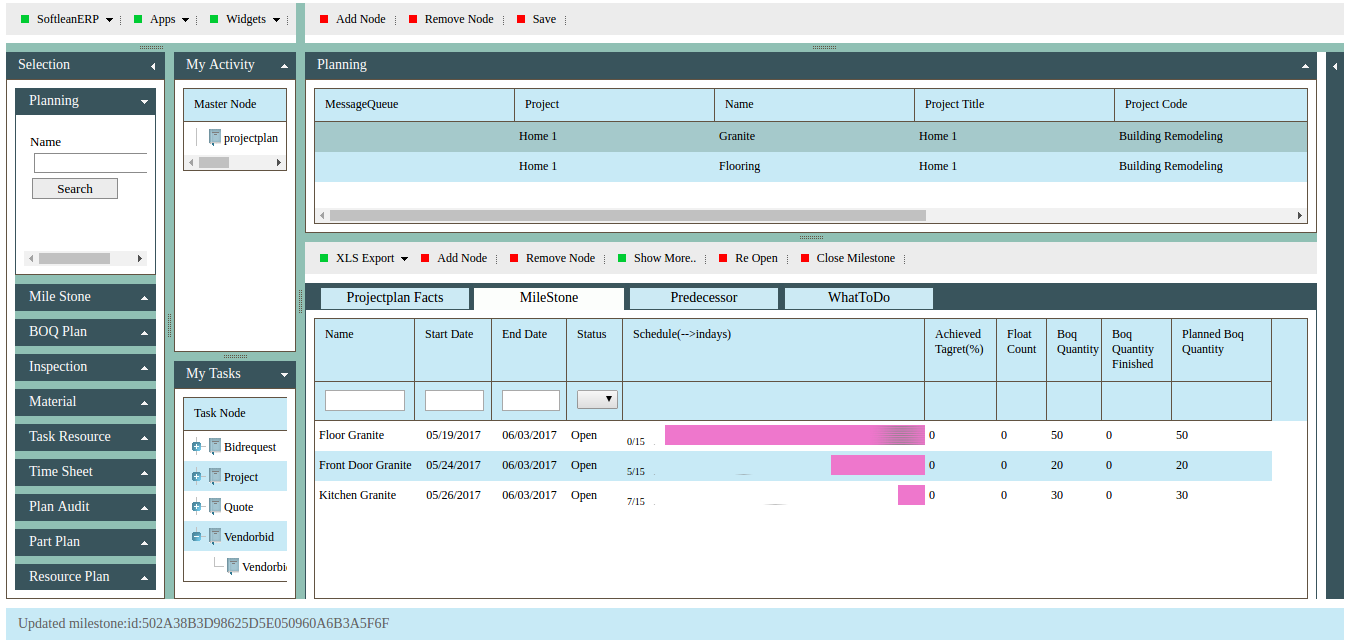 SoftleanERP Apps Widgets Add Node Remove Node Save
Selection
Planning
Name
Search
Mile Stone
BOQ Plan
Inspection
Material
Task Resource
Time Sheet
Plan Audit
Part Plan
Resource Plan
My Activity
Master Node
projectplan
My Tasks
Task Node
Bidrequest
Project
Quote
Vendorbid
Vendorbi
Planning
MessageQueue Project Name Project Title Project Code
Home 1 Granite Home 1 Building Remodeling
Home 1 Flooring Home 1 Building Remodeling
XLS Export Add Node Remove Node Show More.. Re Open Close Milestone
Projectplan Facts MileStone Predecessor WhatToDo
Name Start Date End Date Status Schedule(-->indays) Achieved Float Boq Boq Planned Boq
Tagret(%) Count Quantity Quantity Quantity
Finished
Floor Granite 05/19/2017 06/03/2017 Open 0/15 0 0 50 0 50
Front Door Granite 05/24/2017 06/03/2017 Open 5/15 0 0 20 0 20
Kitchen Granite 05/26/2017 06/03/2017 Open 7/15 0 0 30 0 30
Updated milestone:id:502A38B3D98625D5E050960A6B3A5F6F